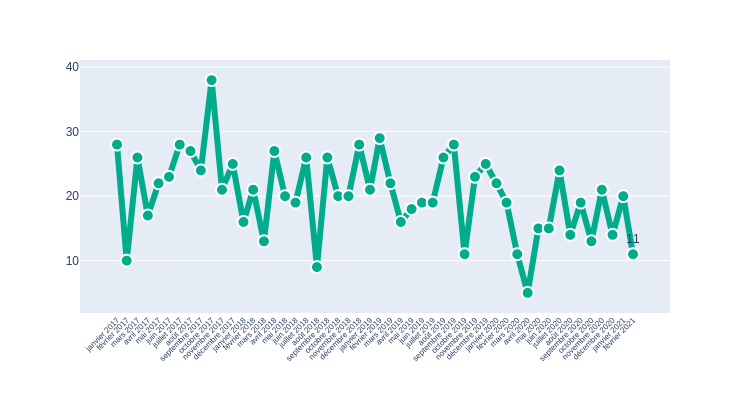 40
30
20
10
11
janvier 2017
février 2017
mars 2017
avril 2017
mai 2017
juin 2017
juillet 2017
août 2017
septembre 2017
octobre 2017
novembre 2017
décembre 2017
janvier 2018
février 2018
mars 2018
avril 2018
mai 2018
juin 2018
juillet 2018
août 2018
septembre 2018
octobre 2018
novembre 2018
décembre 2018
janvier 2019
février 2019
mars 2019
avril 2019
mai 2019
juin 2019
juillet 2019
août 2019
septembre 2019
octobre 2019
novembre 2019
décembre 2019
janvier 2020
février 2020
mars 2020
avril 2020
mai 2020
juin 2020
juillet 2020
août 2020
septembre 2020
octobre 2020
novembre 2020
décembre 2020
janvier 2021
février 2021